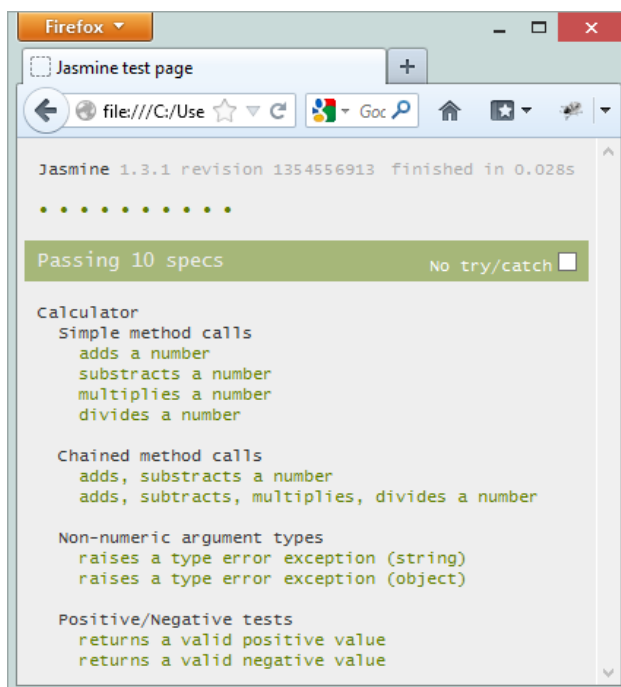 Firefox
Jasmine test page
file:///C:/Use
Goc
Jasmine 1.3.1 revision 1354556913 finished in 0.028s
Passing 10 specs No try/catch
Calculator
Simple method calls
adds a number
substracts a number
multiplies a number
divides a number
Chained method calls
adds, substracts a number
adds, subtracts, multiplies, divides a number
Non-numeric argument types
raises a type error exception (string)
raises a type error exception (object)
Positive/Negative tests
returns a valid positive value
returns a valid negative value